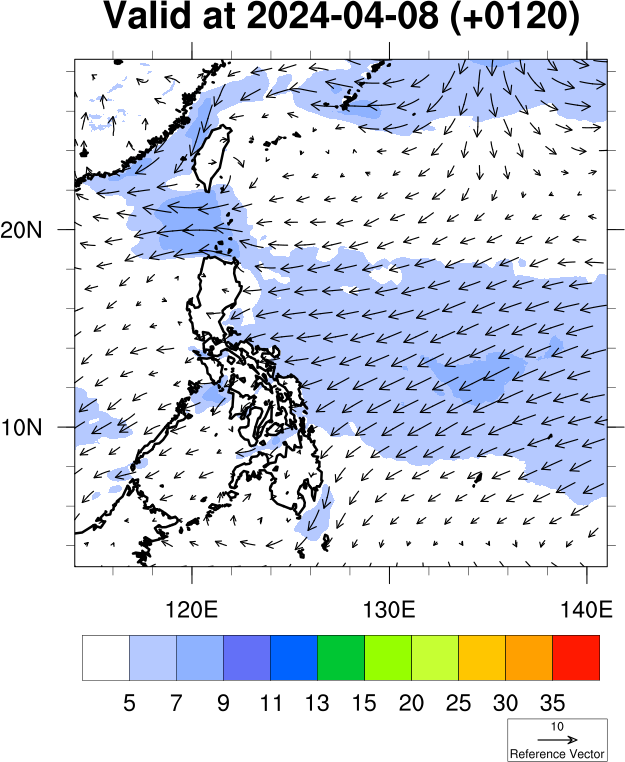 Valid at 2024-04-08 (+0120)
20N
10N
120E 130E 140E
5 7 9 11 13 15 20 25 30 35
10
Reference Vector